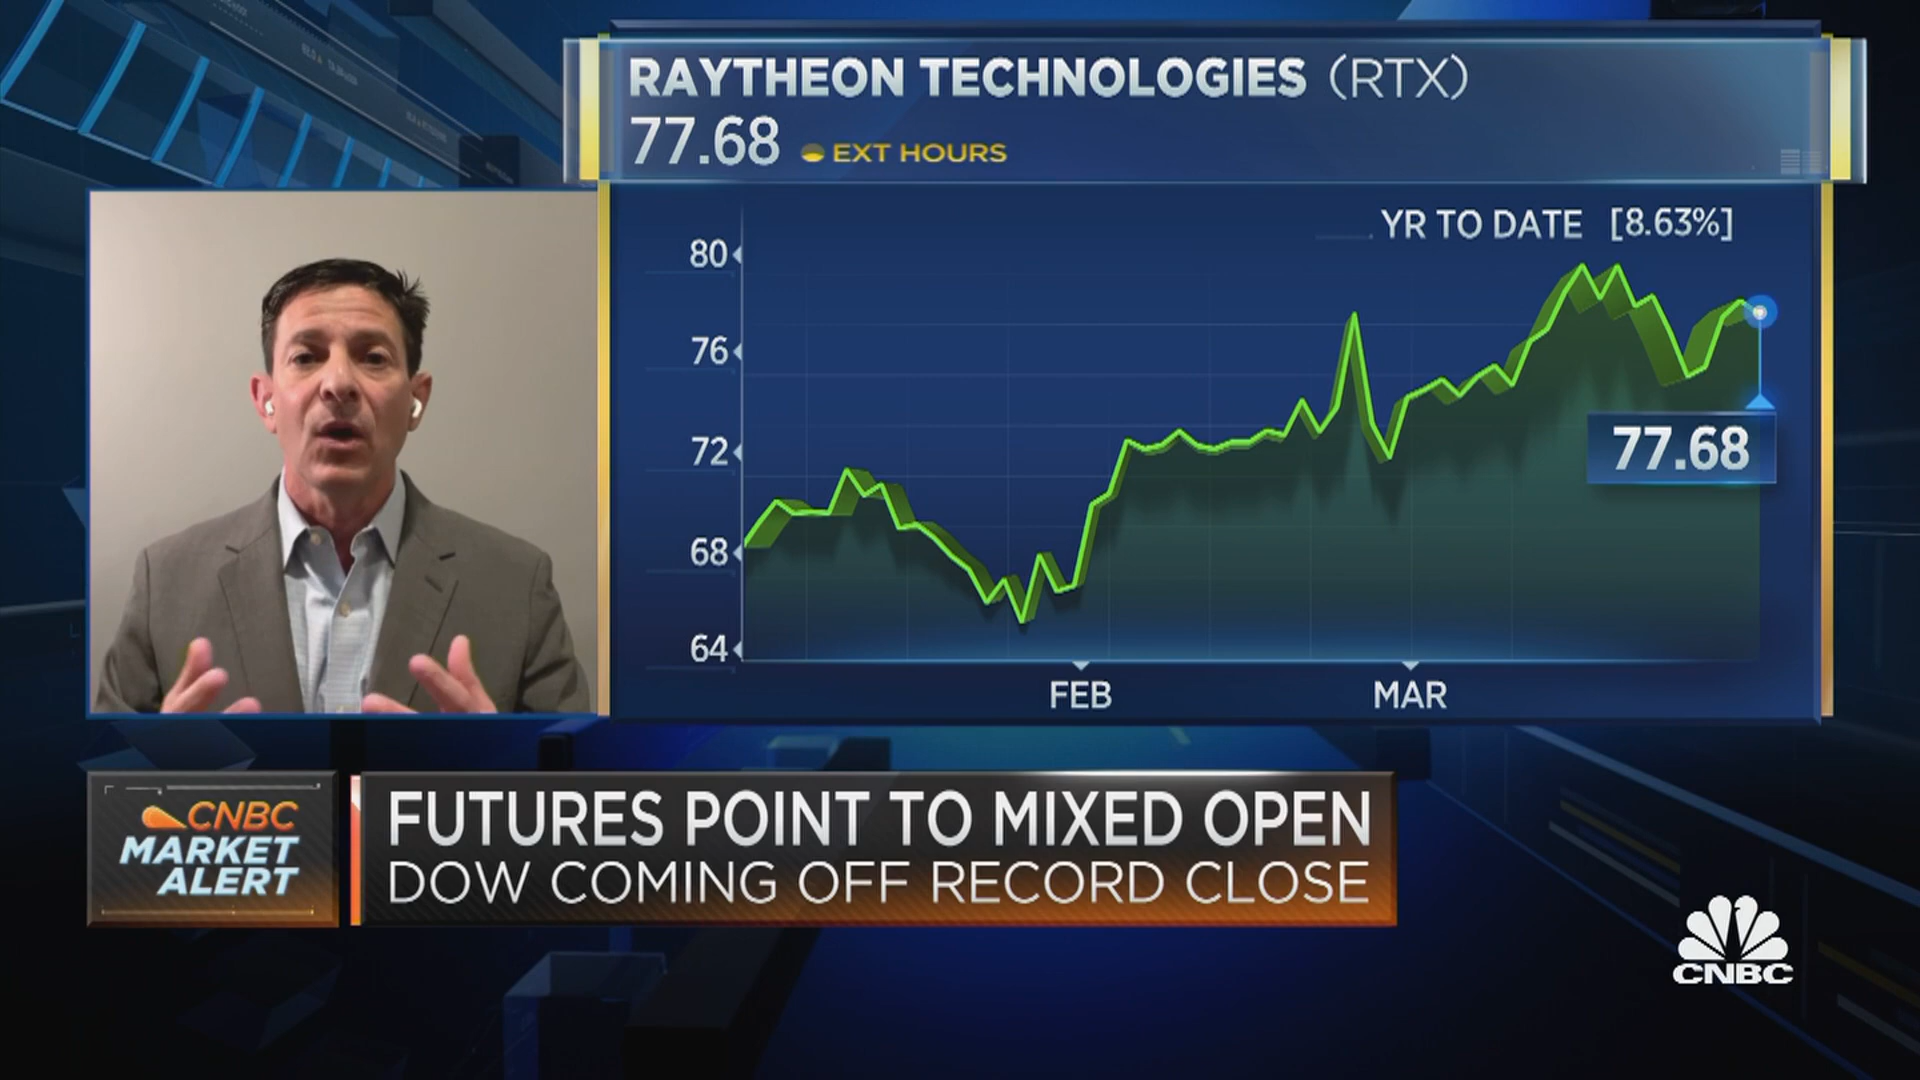 RAYTHEON TECHNOLOGIES (RTX)
77.68 EXT HOURS
YR TO DATE [8.63%]
80
76
72
68
64
77.68
FEB MAR
CNBC
MARKET
ALERT
FUTURES POINT TO MIXED OPEN
DOW COMING OFF RECORD CLOSE
CNBC